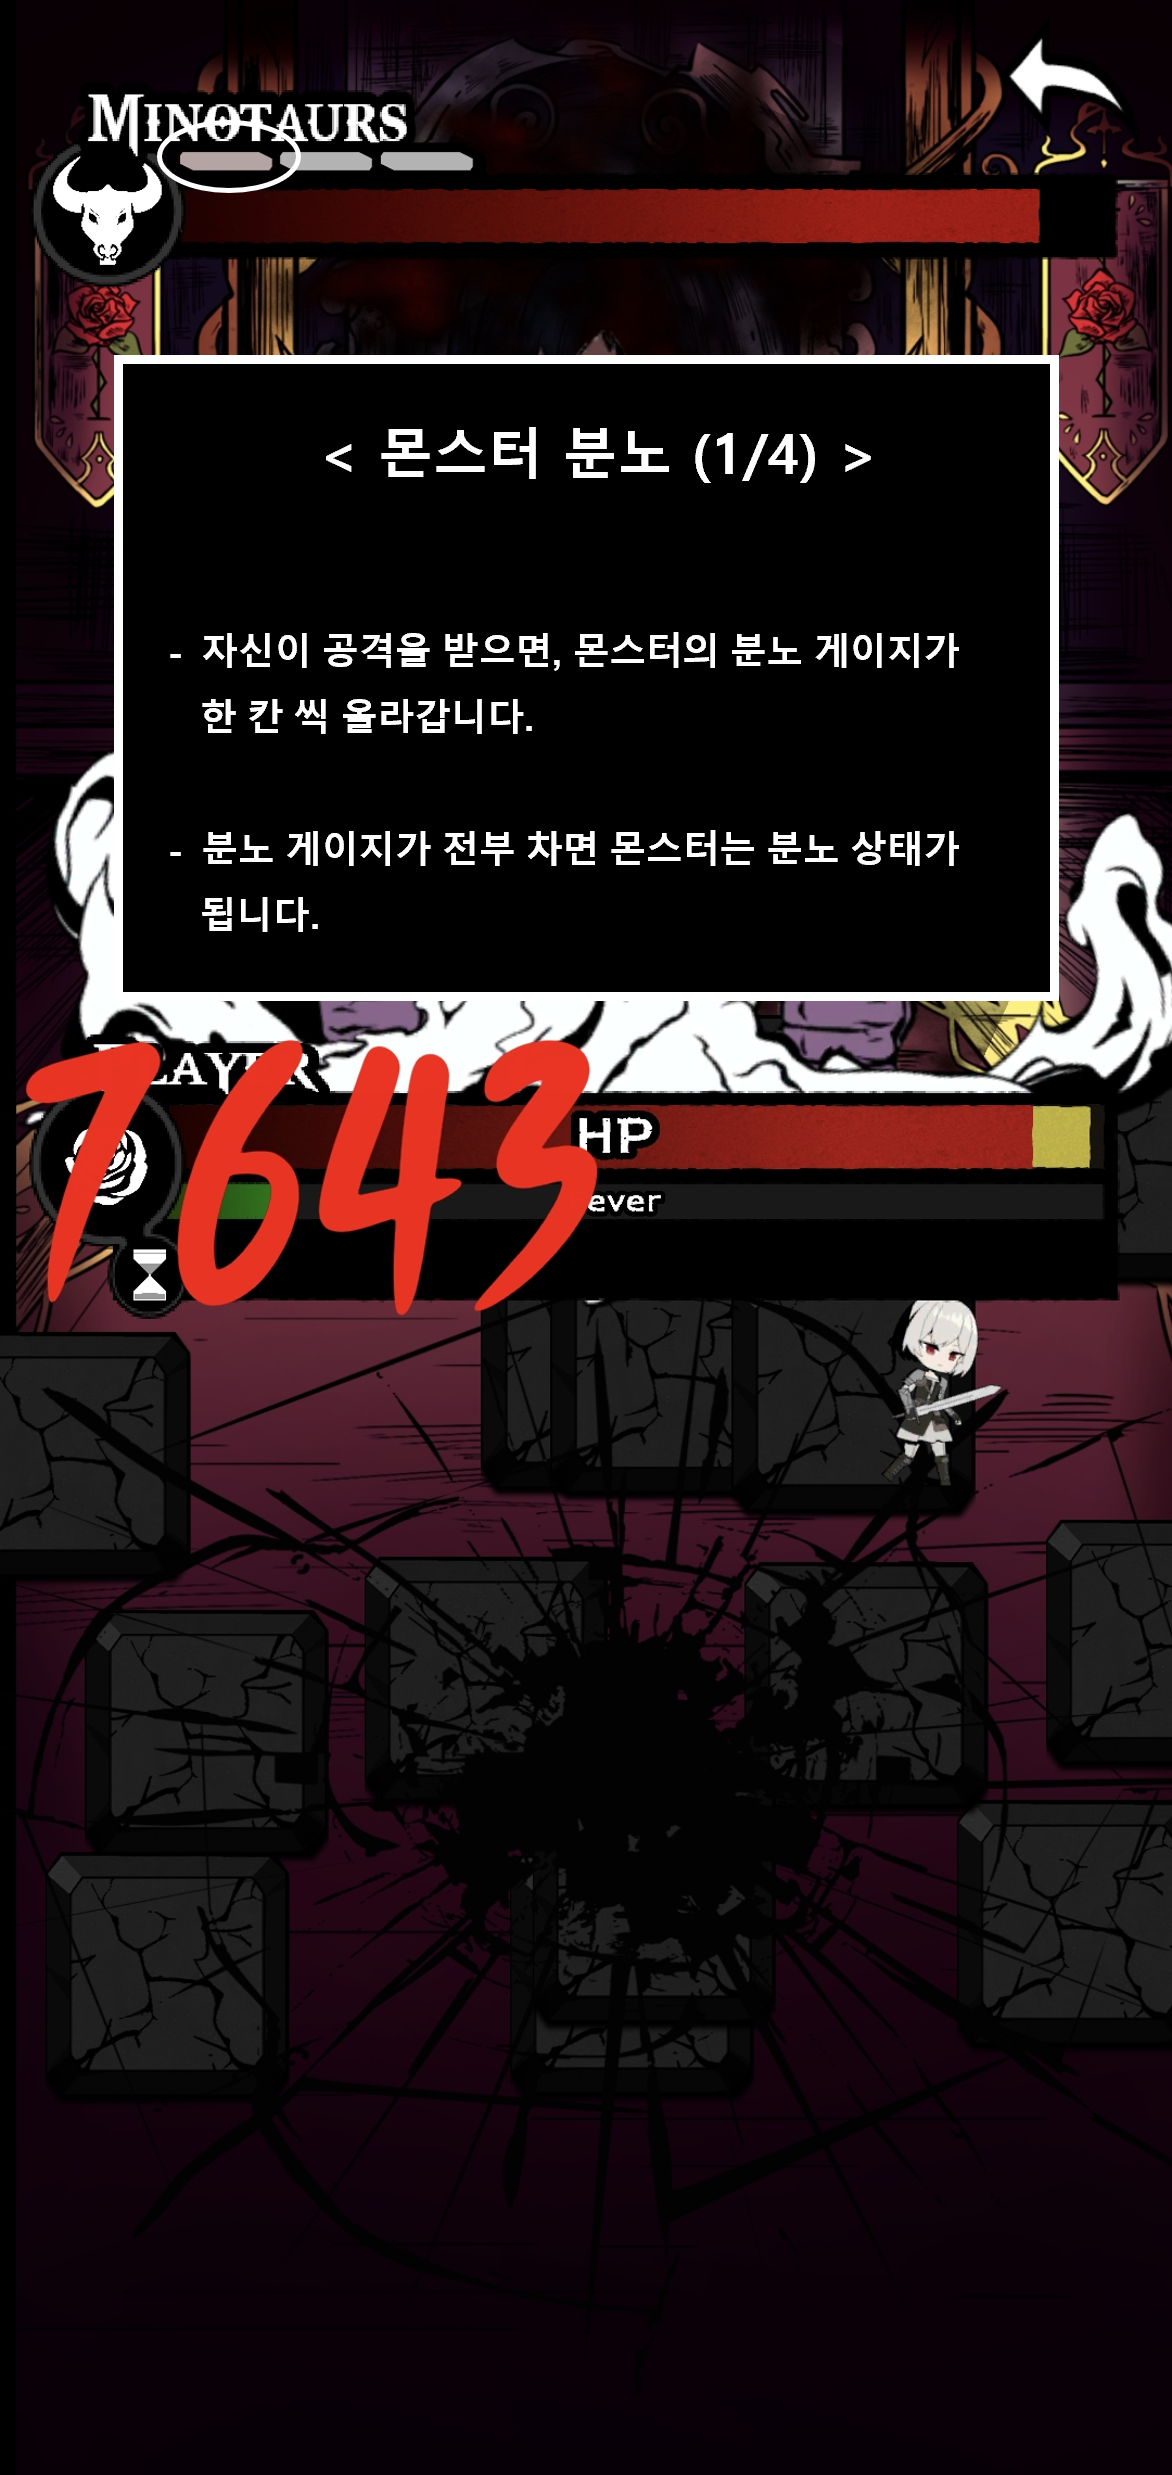 MINOTAURS
< 몬스터 분노 (1/4) >
- 자신이 공격을 받으면, 몬스터의 분노 게이지가
한 칸 씩 올라갑니다.
- 분노 게이지가 전부 차면 몬스터는 분노 상태가
됩니다.
PLAYER
7643
HP